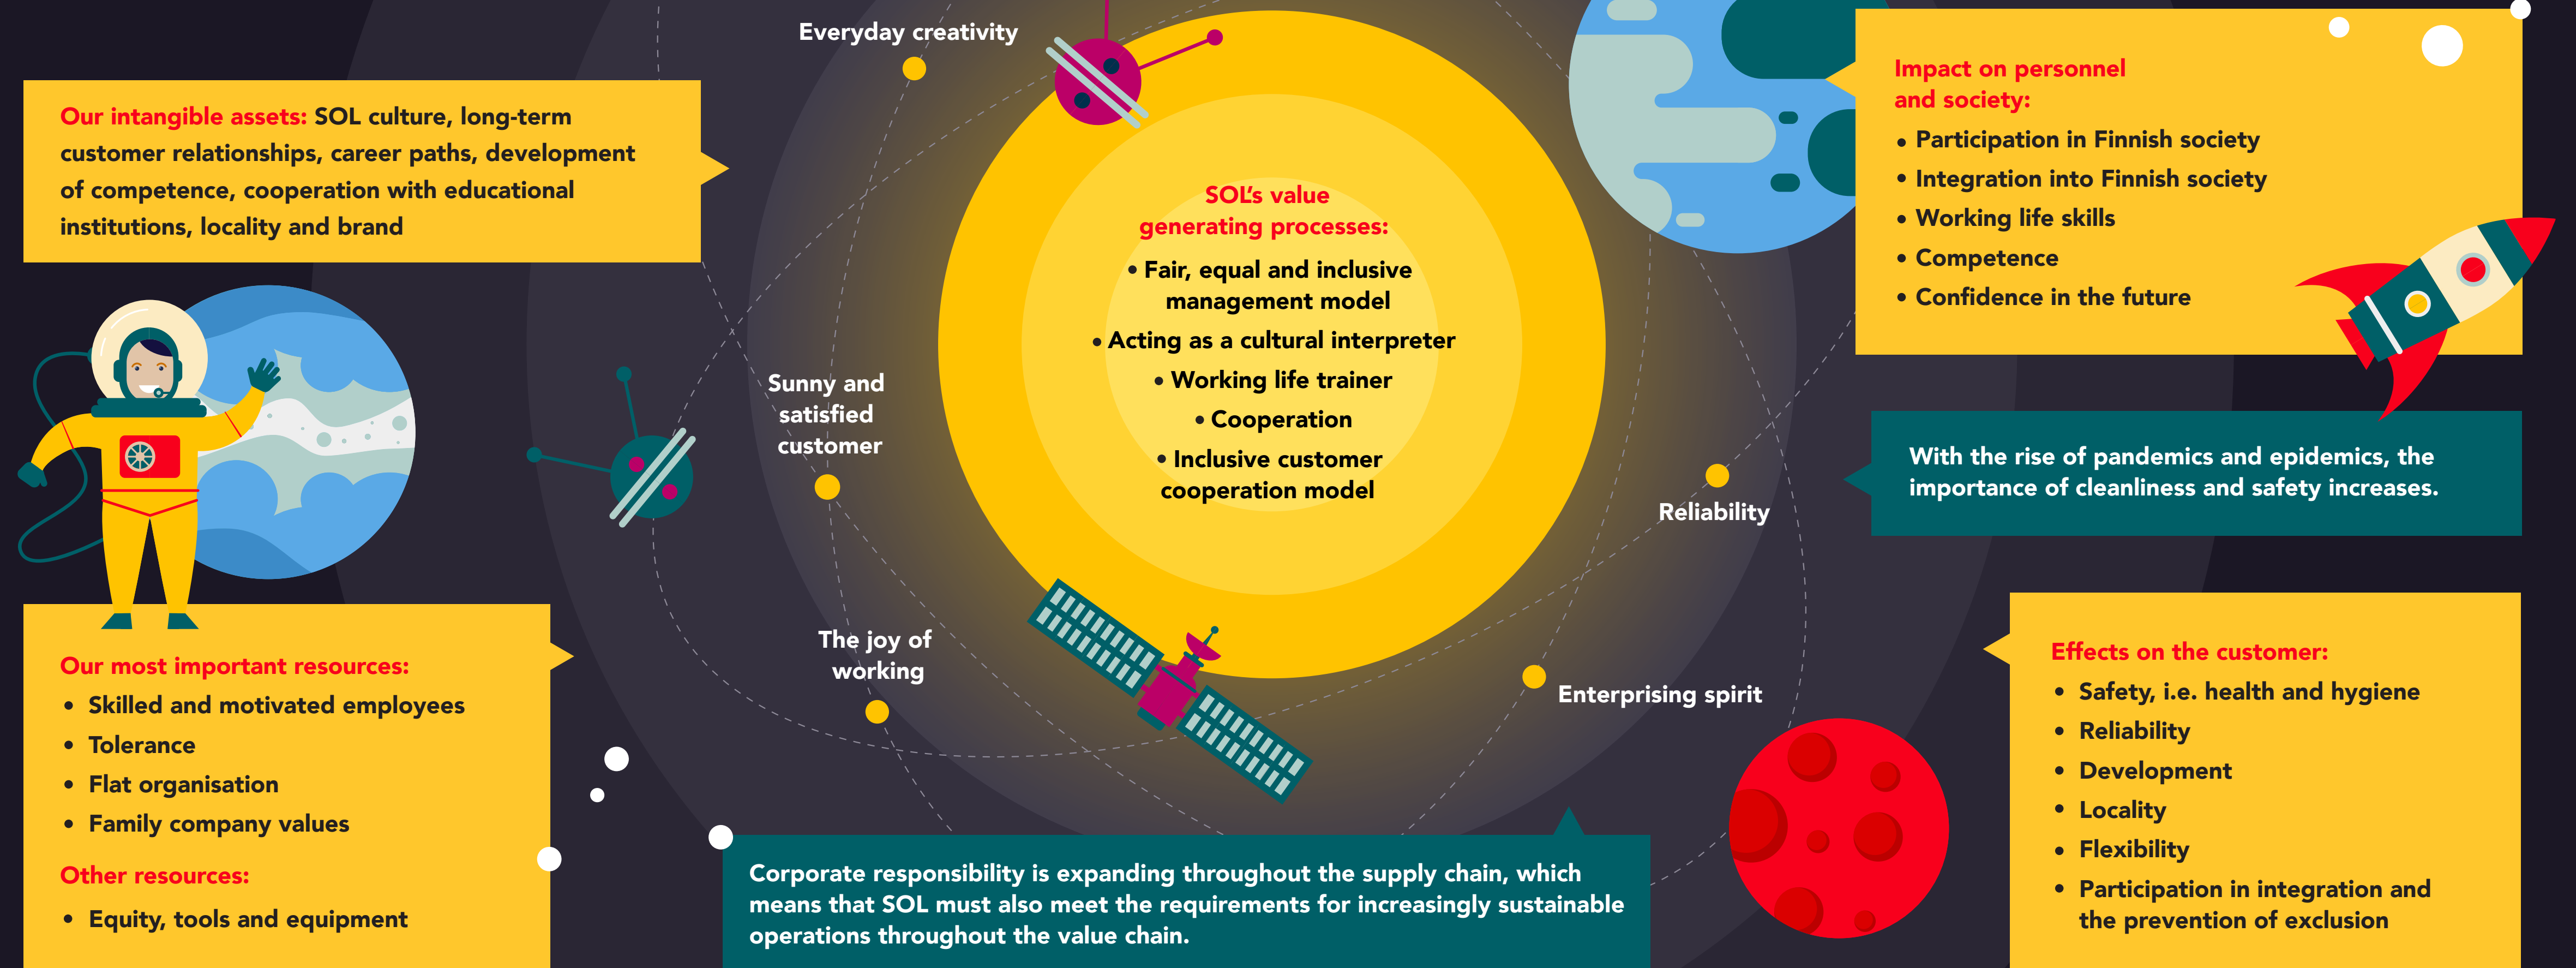 Everyday creativity
Our intangible assets: SOL culture, long-term
customer relationships, career paths, development
of competence, cooperation with educational
institutions, locality and brand
SOL's value
generating processes:
• Fair, equal and inclusive
management model
• Acting as a cultural interpreter
• Working life trainer
• Cooperation
• Inclusive customer
cooperation model
Impact on personnel
and society:
• Participation in Finnish society
• Integration into Finnish society
• Working life skills
• Competence
• Confidence in the future
Sunny and
satisfied
customer
Reliability
With the rise of pandemics and epidemics, the
importance of cleanliness and safety increases.
The joy of
working
Enterprising spirit
Our most important resources:
• Skilled and motivated employees
• Tolerance
• Flat organisation
• Family company values
Other resources:
• Equity, tools and equipment
Corporate responsibility is expanding throughout the supply chain, which
means that SOL must also meet the requirements for increasingly sustainable
operations throughout the value chain.
Effects on the customer:
• Safety, i.e. health and hygiene
• Reliability
• Development
• Locality
• Flexibility
• Participation in integration and
the prevention of exclusion